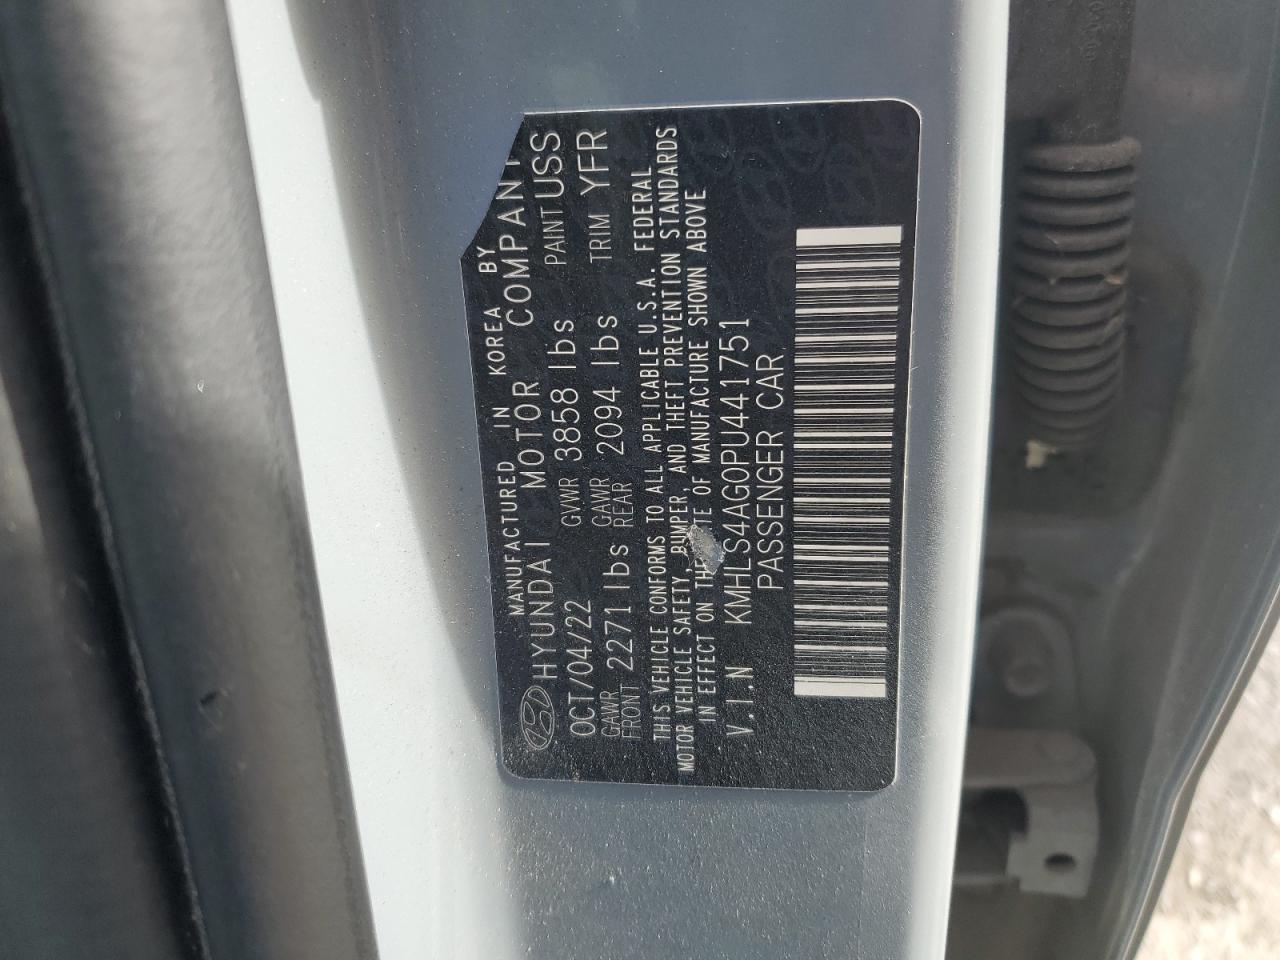 MANUFACTURED IN KOREA BY
HYUNDAI MOTOR COMPANY
OCT/04/22 GVWR 3858 lbs PAINT USS
GAWR FRONT 2271 lbs GAWR REAR 2094 lbs TRIM YFR
THIS VEHICLE CONFORMS TO ALL APPLICABLE U.S.A. FEDERAL
MOTOR VEHICLE SAFETY, BUMPER, AND THEFT PREVENTION STANDARDS
IN EFFECT ON THE DATE OF MANUFACTURE SHOWN ABOVE
V.I.N KMHLS4AG0PU441751
PASSENGER CAR